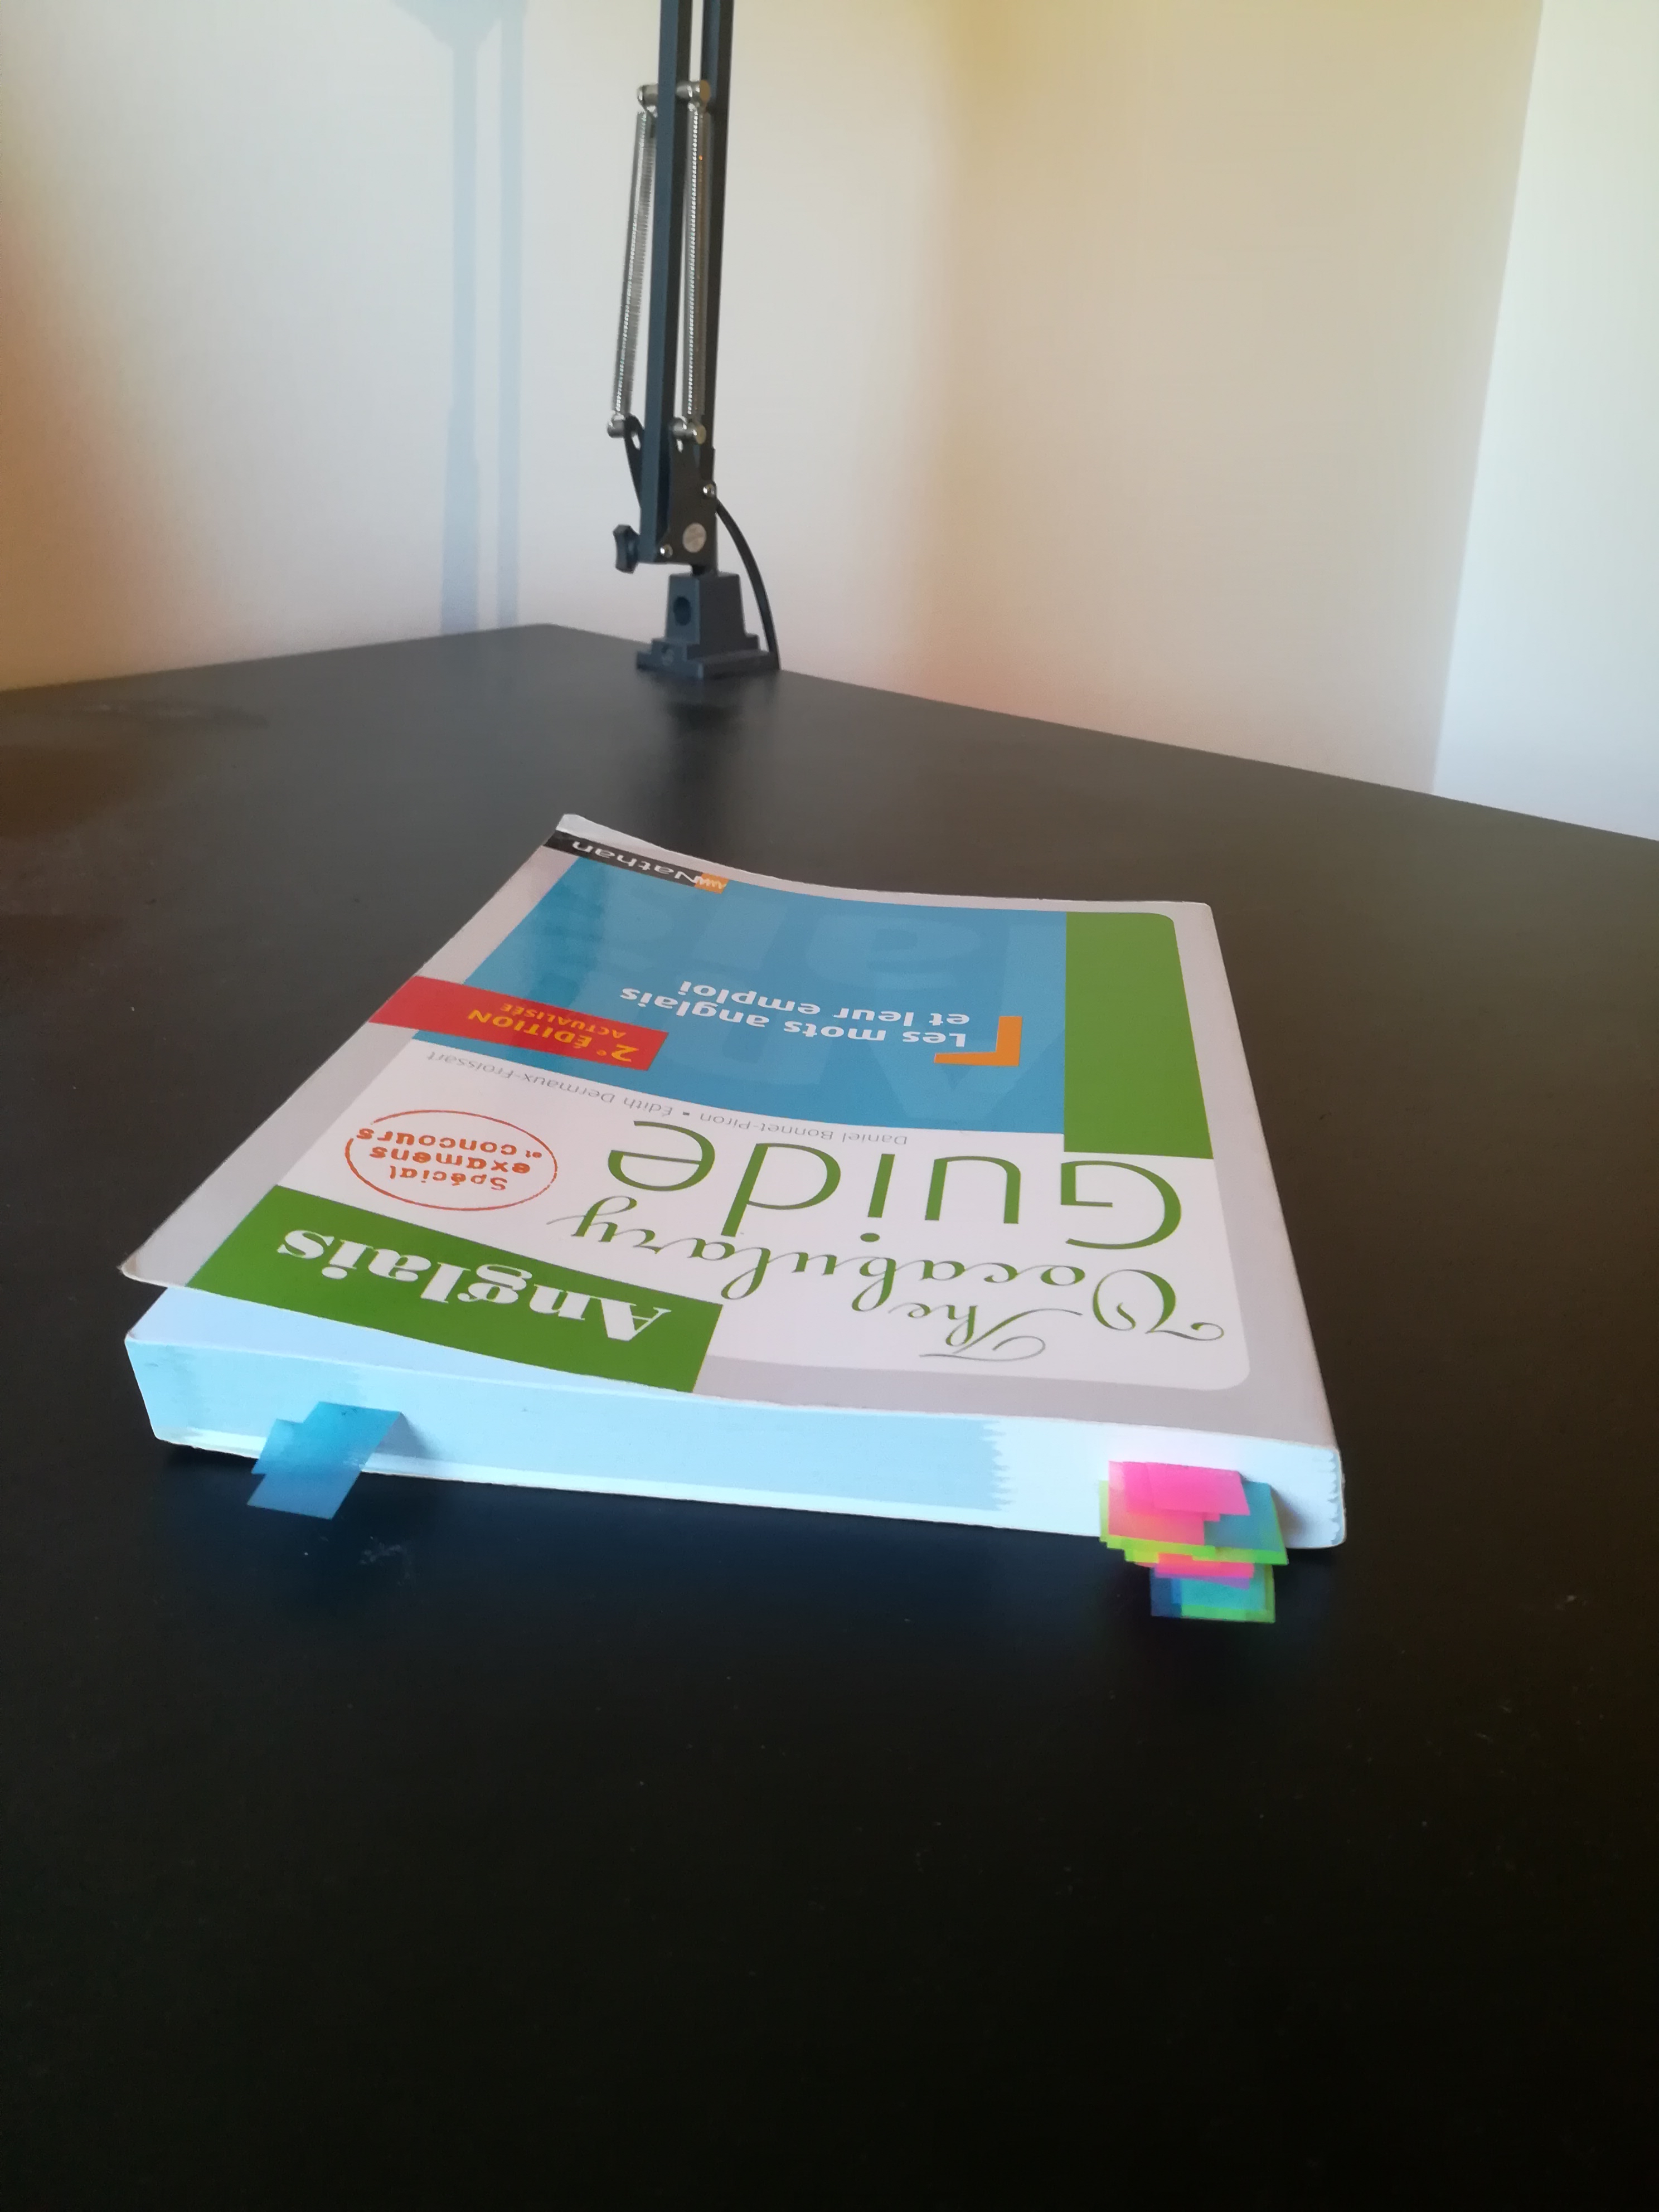 Anglais
The
Vocabulary
GUIDE
Spécial
examens
et concours
Daniel Bonnet-Piron • Édith Dermaux-Froissart
2e ÉDITION
ACTUALISÉE
Les mots anglais
et leur emploi
Nathan